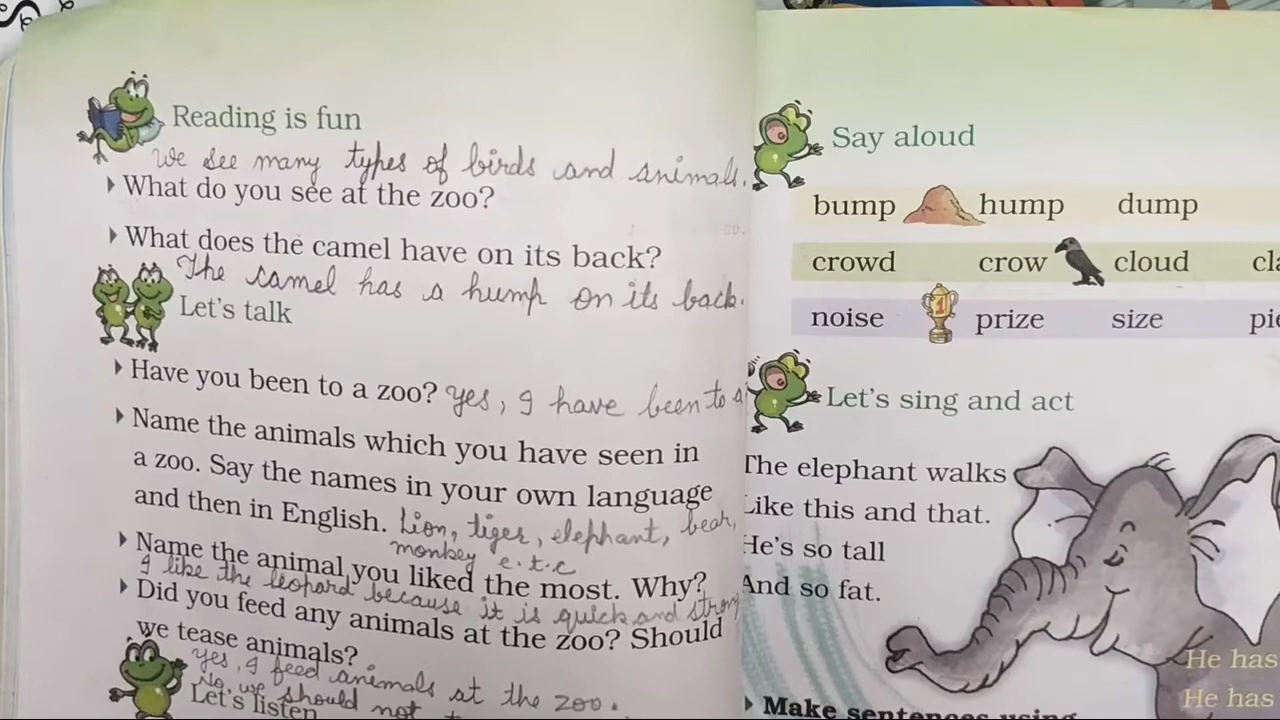 Reading is fun
we see many types of birds and animals.
What do you see at the zoo?
What does the camel have on its back?
The camel has a hump on its back.
Let's talk
Have you been to a zoo? yes, I have been to a
Name the animals which you have seen in
a zoo. Say the names in your own language
and then in English. Lion, tiger, elephant, bear,
monkey e.t.c
Name the animal you liked the most. Why?
I like the leopard because it is quick and strong
Did you feed any animals at the zoo? Should
we tease animals?
yes, I feed animals at the zoo.
No, we should not
Let's listen
Say aloud
bump hump dump
crowd crow cloud
noise 1 prize size
Let's sing and act
The elephant walks
Like this and that.
He's so tall
And so fat.
He has
He has
Make sentences using